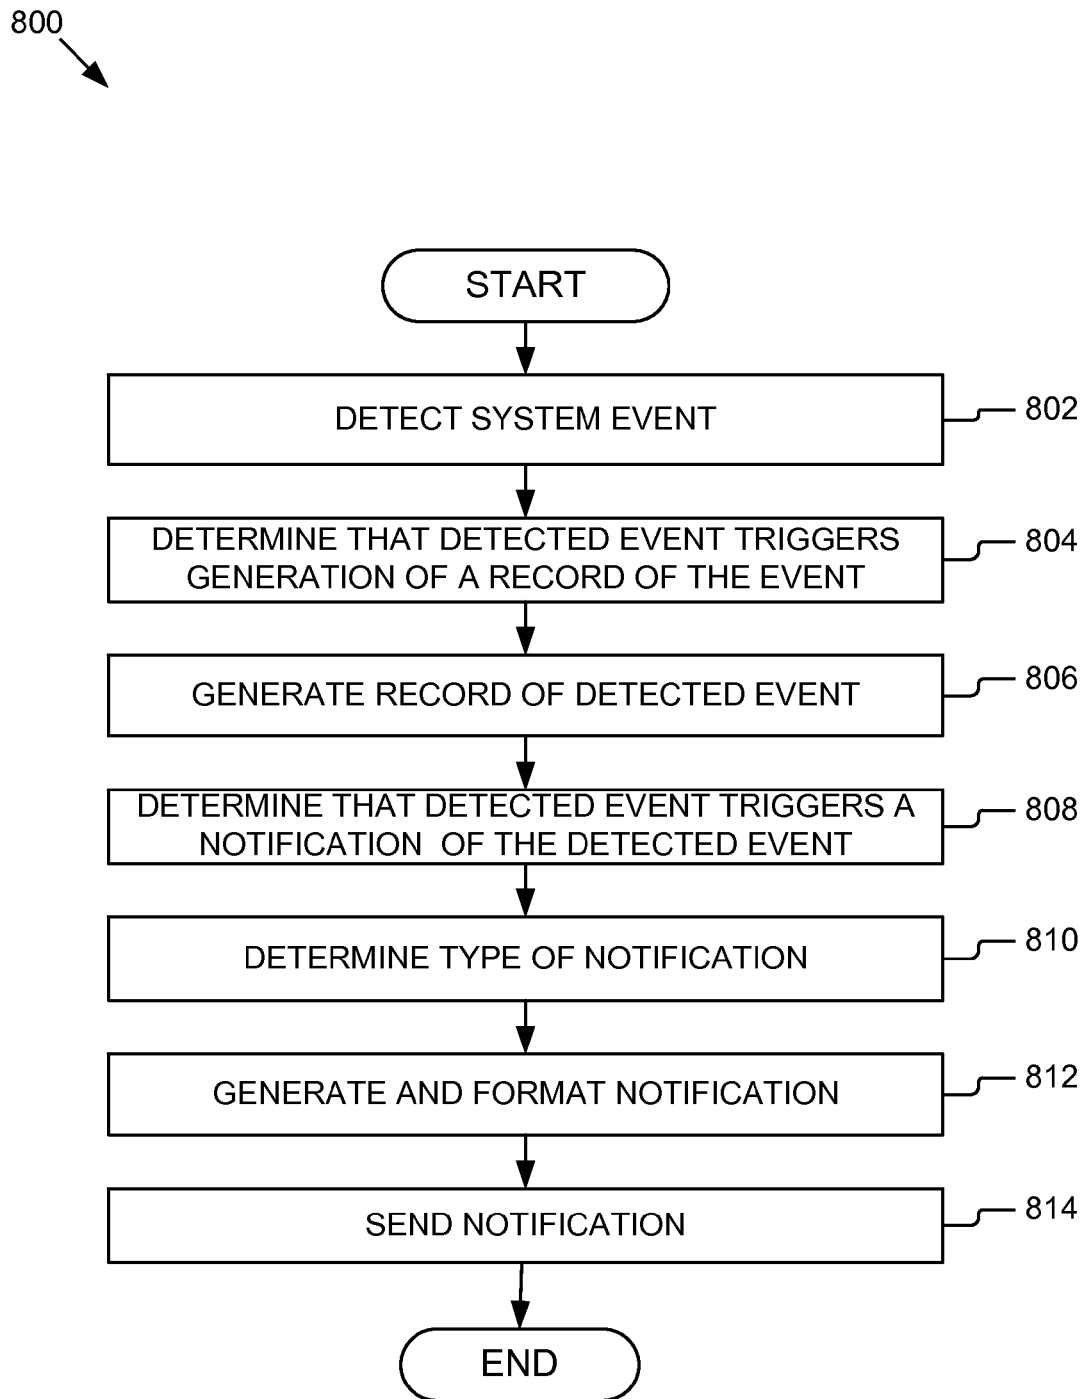 800
START
DETECT SYSTEM EVENT
802
DETERMINE THAT DETECTED EVENT TRIGGERS
GENERATION OF A RECORD OF THE EVENT
804
GENERATE RECORD OF DETECTED EVENT
806
DETERMINE THAT DETECTED EVENT TRIGGERS A
NOTIFICATION OF THE DETECTED EVENT
808
DETERMINE TYPE OF NOTIFICATION
810
GENERATE AND FORMAT NOTIFICATION
812
SEND NOTIFICATION
814
END